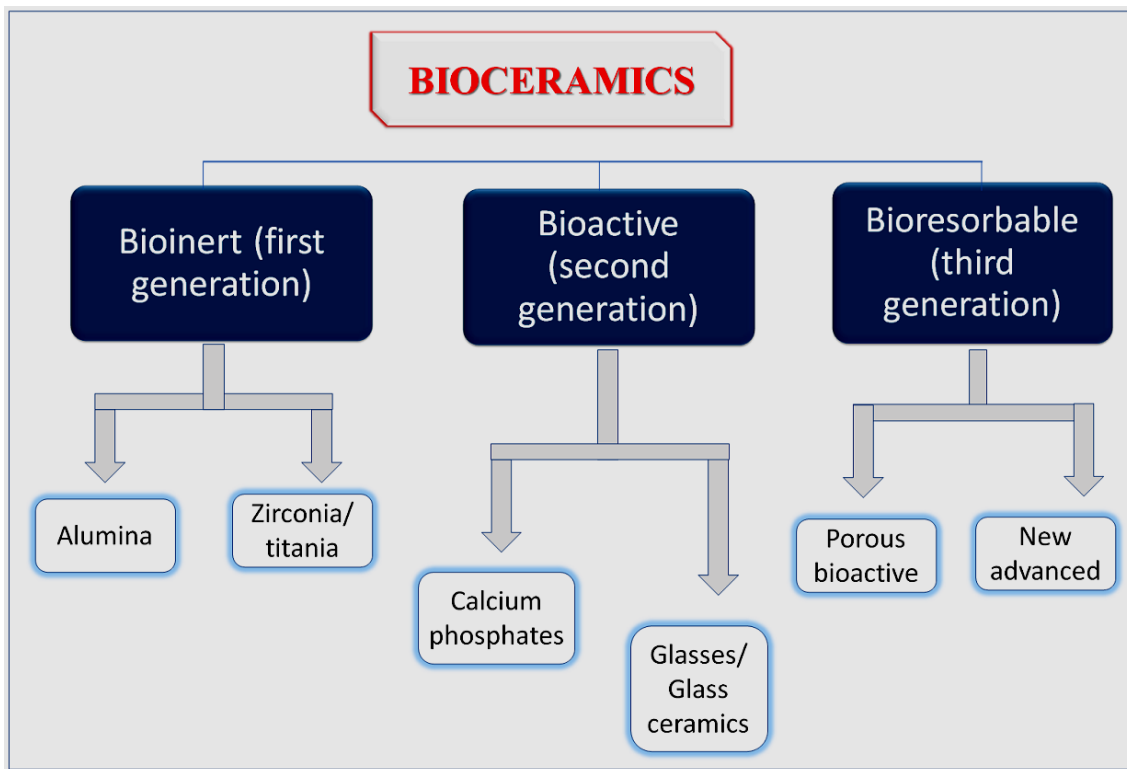 BIOCERAMICS
Bioinert (first
generation)
Bioactive
(second
generation)
Bioresorbable
(third
generation)
Alumina
Zirconia/
titania
Calcium
phosphates
Glasses/
Glass
ceramics
Porous
bioactive
New
advanced